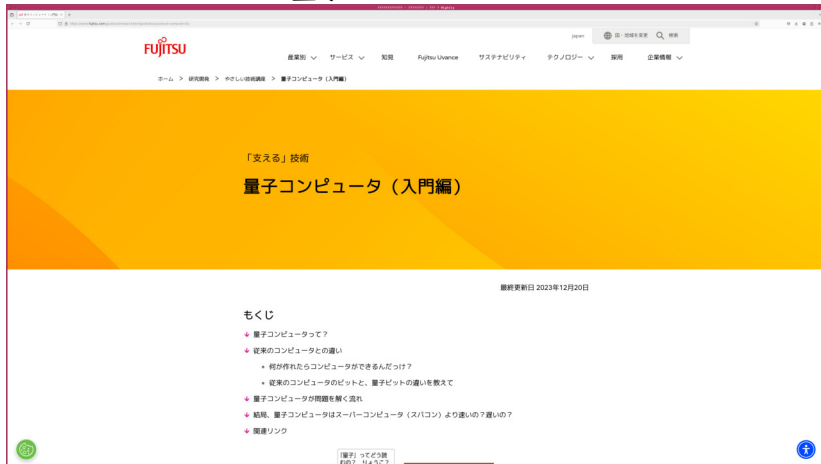 FUJITSU
Japan
国・地域を変更
検索
産業別
サービス
知見
Fujitsu Uvance
サステナビリティ
テクノロジー
採用
企業情報
ホーム > 研究開発 > やさしい技術講座 > 量子コンピュータ (入門編)
「支える」技術
量子コンピュータ（入門編）
最終更新日 2023年12月20日
もくじ
量子コンピュータって？
従来のコンピュータとの違い
何が作れたらコンピュータができるんだっけ？
従来のコンピュータのビットと、量子ビットの違いを教えて
量子コンピュータが問題を解く流れ
結局、量子コンピュータはスーパーコンピュータ（スパコン）より速いの？遅いの？
関連リンク
「量子」ってどう読
むの？ りょうこ？